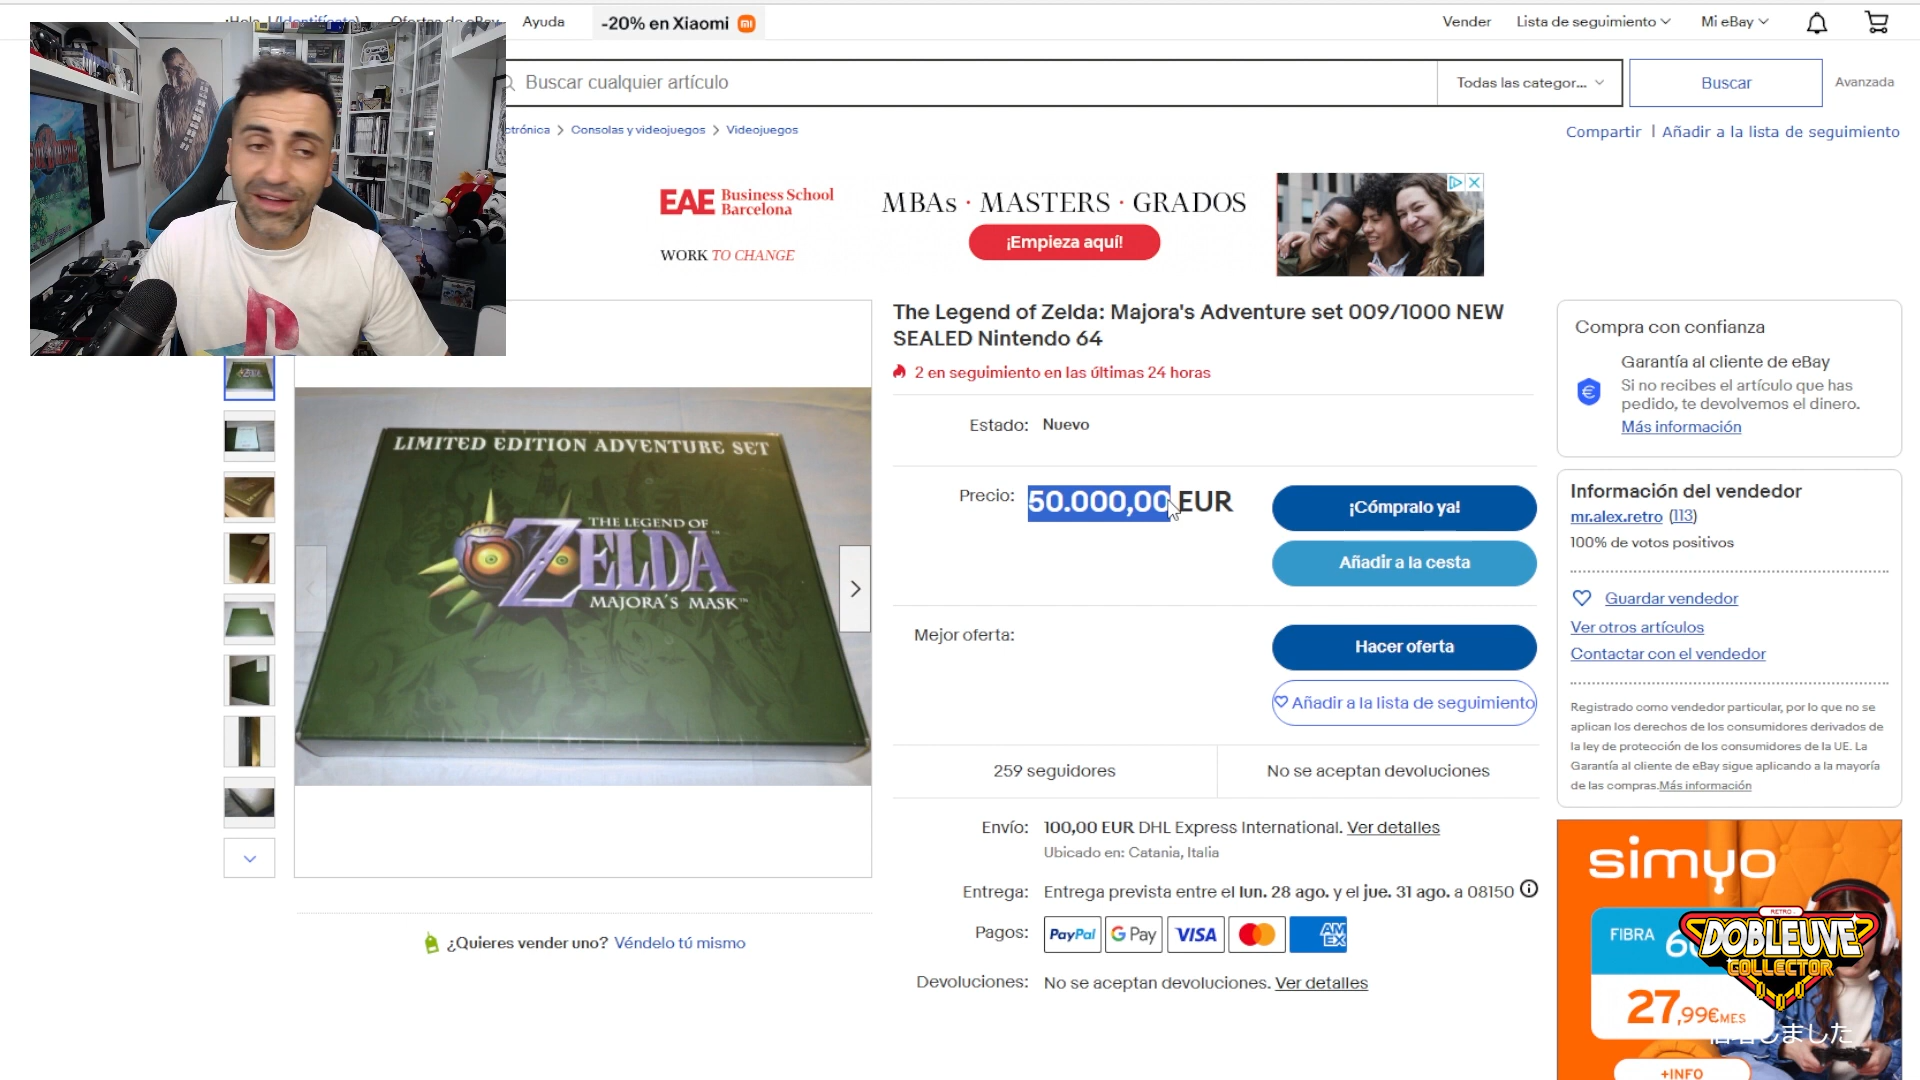 Ayuda
-20% en Xiaomi
Vender
Lista de seguimiento
Mi eBay
Buscar cualquier artículo
Todas las categor...
Buscar
Avanzada
Consolas y videojuegos
Videojuegos
Compartir
Añadir a la lista de seguimiento
EAE Business School
Barcelona
WORK TO CHANGE
MBAs · MASTERS · GRADOS
¡Empieza aquí!
The Legend of Zelda: Majora's Adventure set 009/1000 NEW
SEALED Nintendo 64
2 en seguimiento en las últimas 24 horas
Estado: Nuevo
Precio: 50.000,00 EUR
¡Cómpralo ya!
Añadir a la cesta
Mejor oferta:
Hacer oferta
Añadir a la lista de seguimiento
259 seguidores
No se aceptan devoluciones
Envío: 100,00 EUR DHL Express International. Ver detalles
Ubicado en: Catania, Italia
Entrega: Entrega prevista entre el lun. 28 ago. y el jue. 31 ago. a 08150
Pagos: PayPal G Pay VISA AM EX
Devoluciones: No se aceptan devoluciones. Ver detalles
LIMITED EDITION ADVENTURE SET
THE LEGEND OF
ZELDA
MAJORA'S MASK™
¿Quieres vender uno? Véndelo tú mismo
Compra con confianza
Garantía al cliente de eBay
Si no recibes el artículo que has
pedido, te devolvemos el dinero.
Más información
Información del vendedor
mr.alex.retro (113)
100% de votos positivos
Guardar vendedor
Ver otros artículos
Contactar con el vendedor
Registrado como vendedor particular, por lo que no se
aplican los derechos de los consumidores derivados de
la ley de protección de los consumidores de la UE. La
Garantía al cliente de eBay sigue aplicando a la mayoría
de las compras. Más información
simyo
FIBRA
27,99€MES
+INFO
RETRO
DOBLEUVE
COLLECTOR
しました